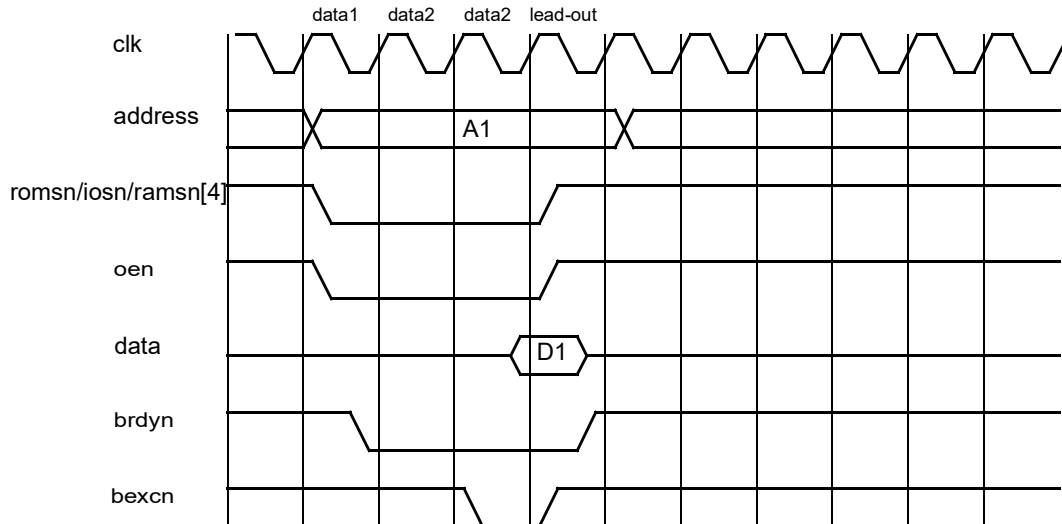 data1 data2 data2 lead-out
clk
address
A1
romsn/iosn/ramsn[4]
oen
data
D1
brdyn
bexcn